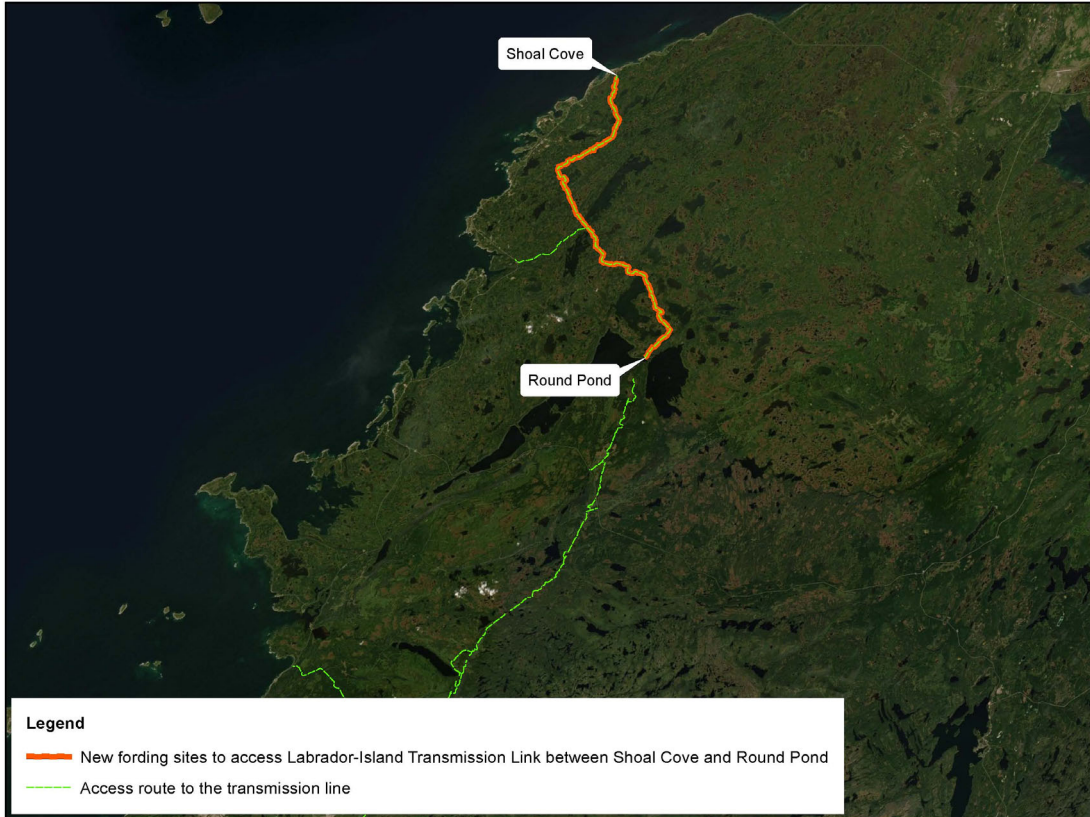 Shoal Cove
Round Pond
Legend
New fording sites to access Labrador-Island Transmission Link between Shoal Cove and Round Pond
Access route to the transmission line